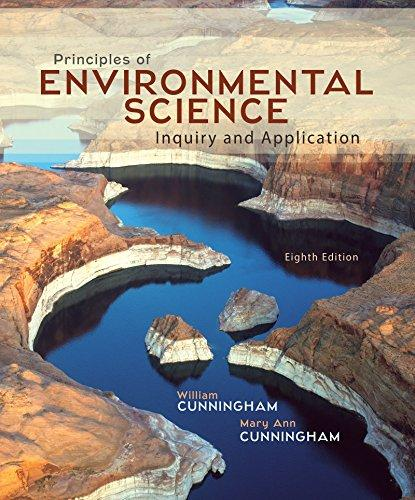 Principles of
ENVIRONMENTAL
SCIENCE
Inquiry and Application
Eighth Edition
William
CUNNINGHAM
Mary Ann
CUNNINGHAM